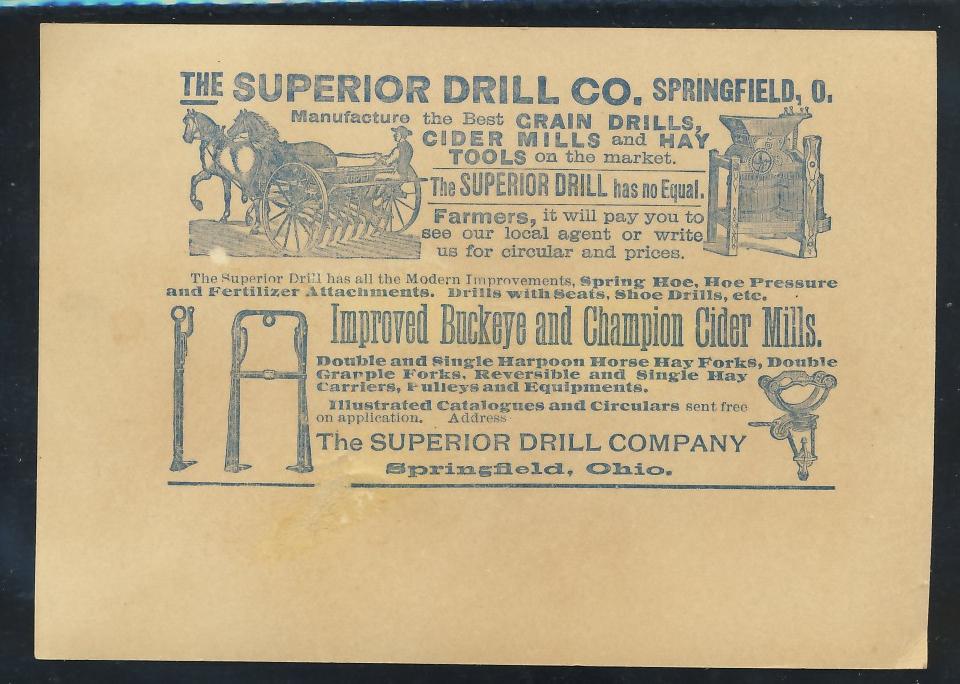 THE SUPERIOR DRILL CO. SPRINGFIELD, O.
Manufacture the Best GRAIN DRILLS,
CIDER MILLS and HAY
TOOLS on the market.
The SUPERIOR DRILL has no Equal.
Farmers, it will pay you to
see our local agent or write
us for circular and prices.
The Superior Drill has all the Modern Improvements, Spring Hoe, Hoe Pressure
and Fertilizer Attachments. Drills with Seats, Shoe Drills, etc.
Improved Buckeye and Champion Cider Mills.
Double and Single Harpoon Horse Hay Forks, Double
Grapple Forks, Reversible and Single Hay
Carriers, Pulleys and Equipments.
Illustrated Catalogues and Circulars sent free
on application. Address
The SUPERIOR DRILL COMPANY
Springfield, Ohio.